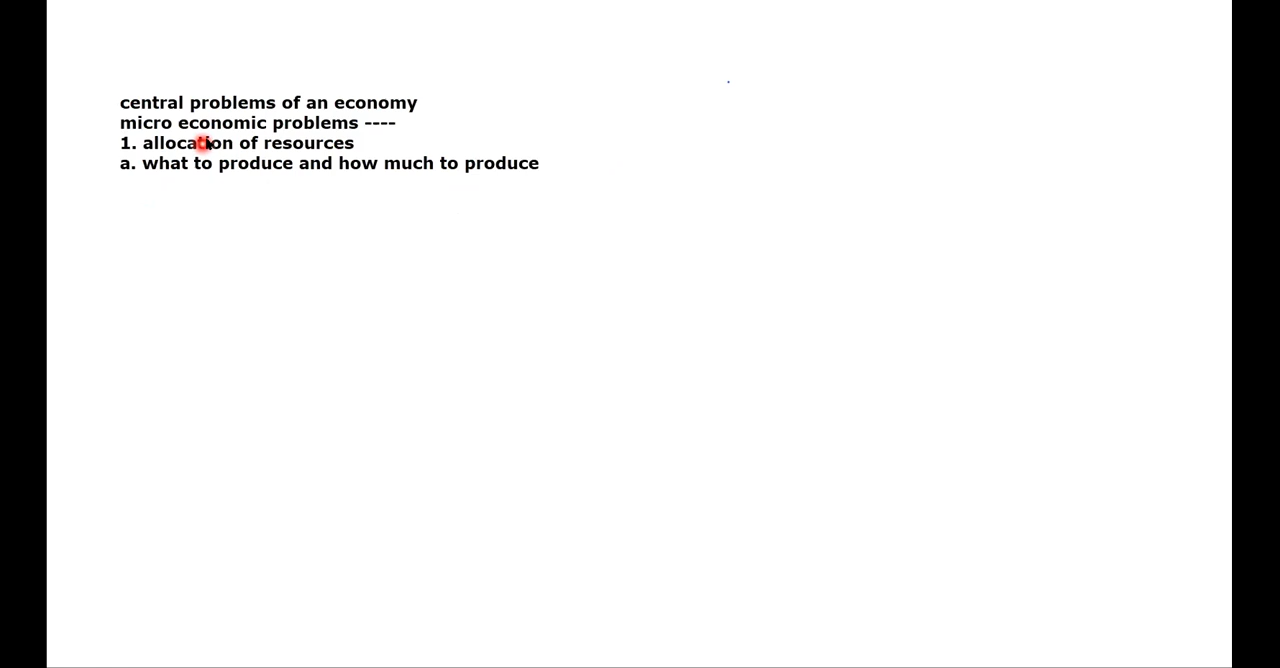 central problems of an economy
micro economic problems ----
1. allocation of resources
a. what to produce and how much to produce